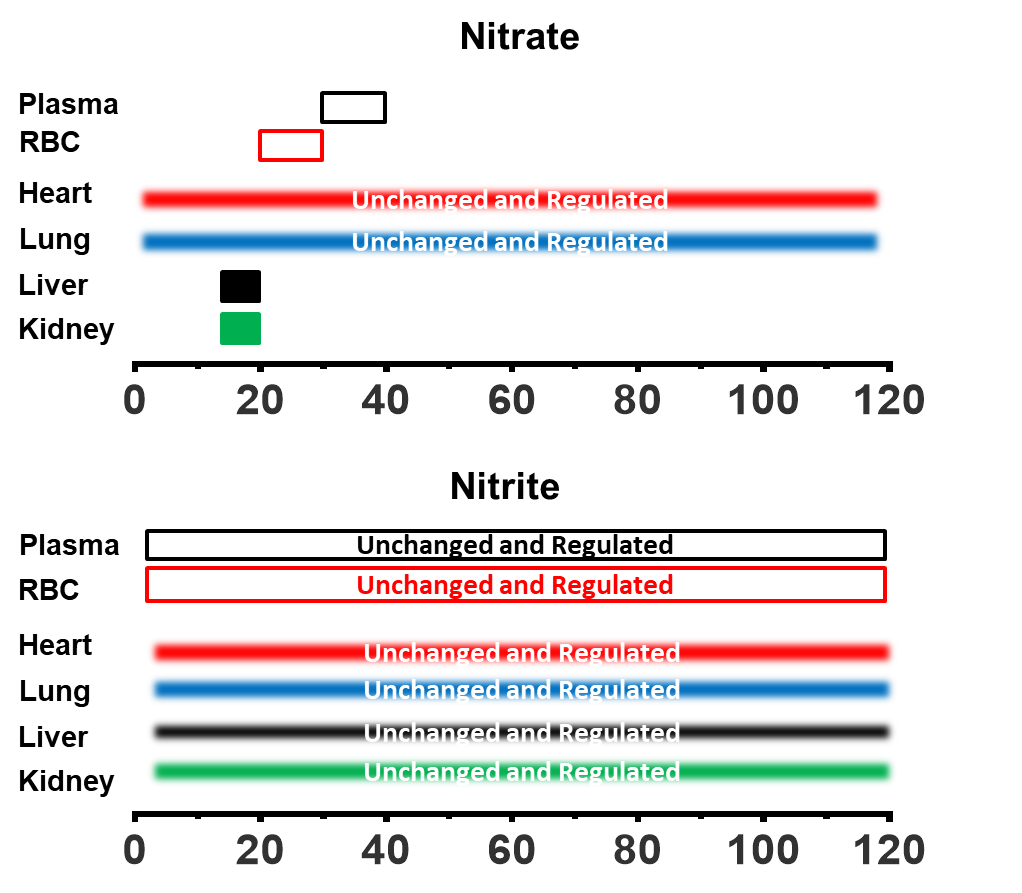 Nitrate
Plasma
RBC
Heart Unchanged and Regulated
Lung Unchanged and Regulated
Liver
Kidney
0 20 40 60 80 100 120
Nitrite
Plasma Unchanged and Regulated
RBC Unchanged and Regulated
Heart Unchanged and Regulated
Lung Unchanged and Regulated
Liver Unchanged and Regulated
Kidney Unchanged and Regulated
0 20 40 60 80 100 120